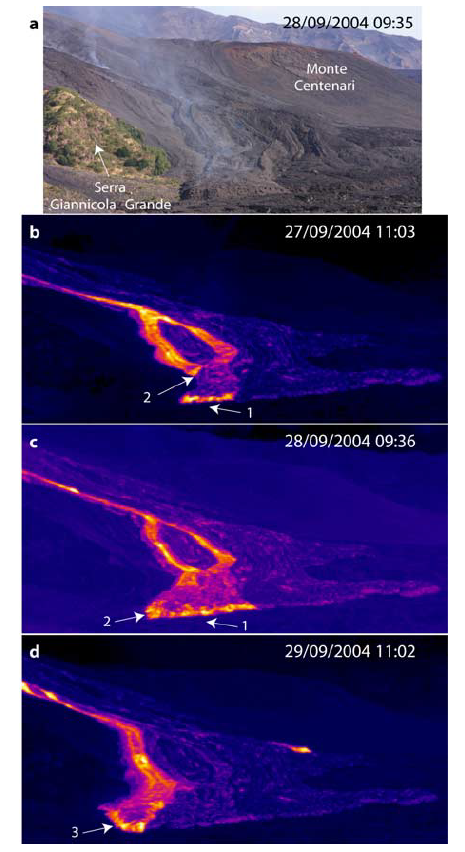 a
28/09/2004 09:35
Monte
Centenari
Serra
Giannicola Grande
b
27/09/2004 11:03
2
1
c
28/09/2004 09:36
2
1
d
29/09/2004 11:02
3